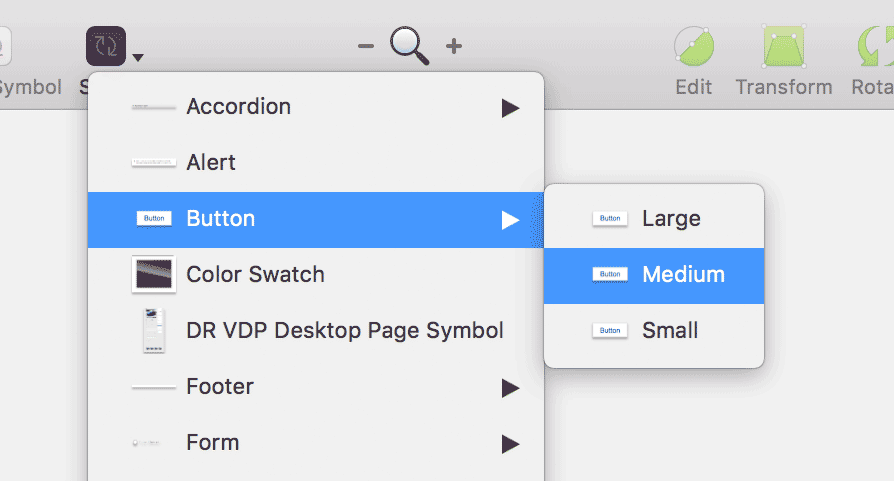 ymbol
S
Edit
Transform
Rota
Accordion
Alert
Button
Button
Color Swatch
DR VDP Desktop Page Symbol
Footer
Form
Button
Large
Button
Medium
Button
Small